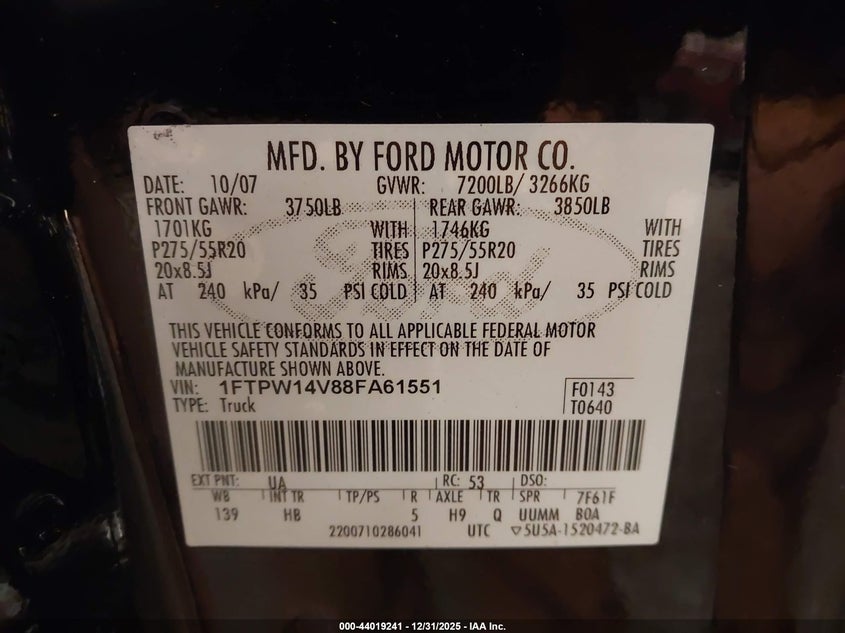 MFD. BY FORD MOTOR CO.
DATE: 10/07 GVWR: 7200LB/ 3266KG
FRONT GAWR: 3750LB REAR GAWR: 3850LB
1701KG WITH 1746KG WITH
P275/55R20 TIRES P275/55R20 TIRES
20x8.5J RIMS 20x8.5J RIMS
AT 240 kPa/ 35 PSI COLD AT 240 kPa/ 35 PSI COLD
Ford
THIS VEHICLE CONFORMS TO ALL APPLICABLE FEDERAL MOTOR
VEHICLE SAFETY STANDARDS IN EFFECT ON THE DATE OF
MANUFACTURE SHOWN ABOVE.
VIN: 1FTPW14V88FA61551 F0143
TYPE: Truck T0640
EXT PNT: UA RC: 53 DSO:
WB INT TR TP/PS R AXLE TR SPR 7F61F
139 HB 5 H9 Q UUMM BOA
2200710286041 UTC ▽5U5A-1520472-BA
000-44019241 - 12/31/2025 - IAA Inc.